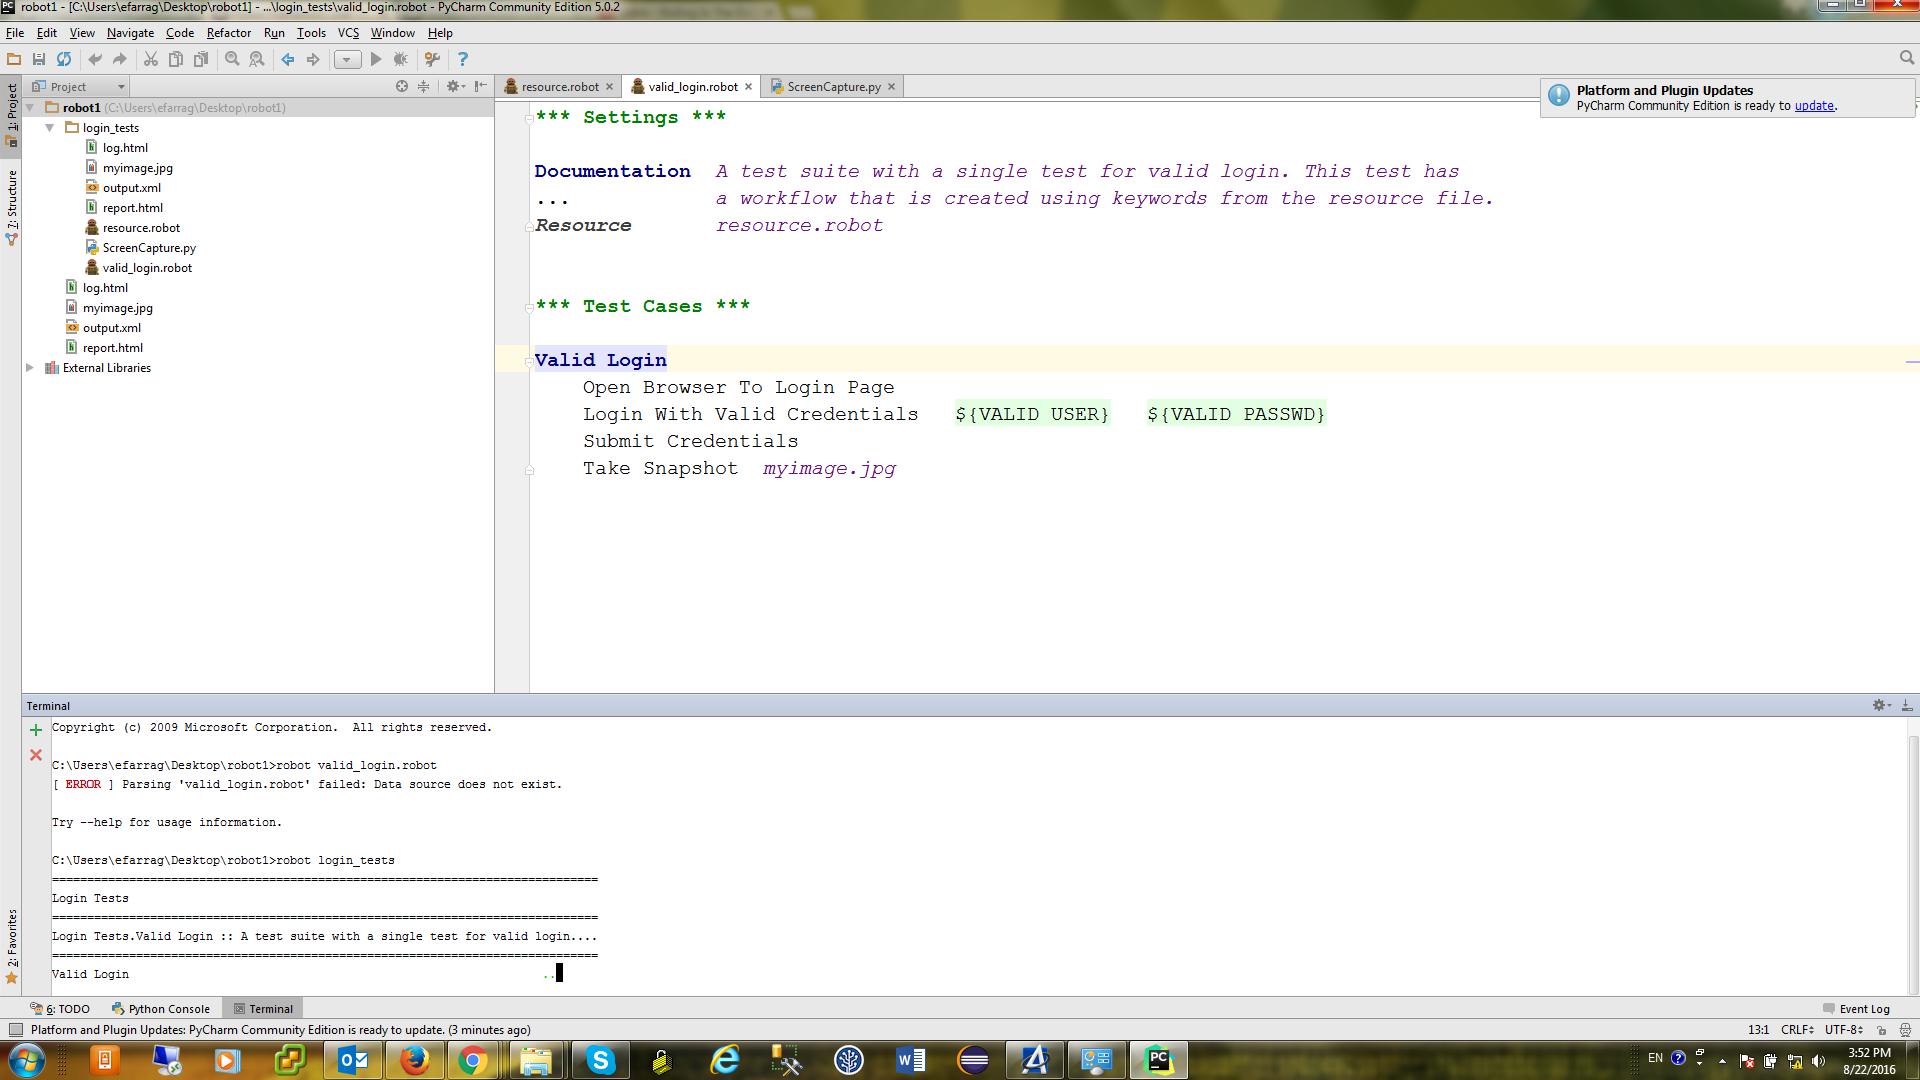 robot1 - [C:\Users\efarrag\Desktop\robot1] - ...\login_tests\valid_login.robot - PyCharm Community Edition 5.0.2
File Edit View Navigate Code Refactor Run Tools VCS Window Help
Project
resource.robot
valid_login.robot
ScreenCapture.py
Platform and Plugin Updates
PyCharm Community Edition is ready to update.
1: Project
7: Structure
2: Favorites
robot1 (C:\Users\efarrag\Desktop\robot1)
login_tests
log.html
myimage.jpg
output.xml
report.html
resource.robot
ScreenCapture.py
valid_login.robot
log.html
myimage.jpg
output.xml
report.html
External Libraries
*** Settings ***
Documentation A test suite with a single test for valid login. This test has
... a workflow that is created using keywords from the resource file.
Resource resource.robot
*** Test Cases ***
Valid Login
Open Browser To Login Page
Login With Valid Credentials ${VALID USER} ${VALID PASSWD}
Submit Credentials
Take Snapshot myimage.jpg
Terminal
Copyright (c) 2009 Microsoft Corporation. All rights reserved.
C:\Users\efarrag\Desktop\robot1>robot valid_login.robot
[ ERROR ] Parsing 'valid_login.robot' failed: Data source does not exist.
Try --help for usage information.
C:\Users\efarrag\Desktop\robot1>robot login_tests
==============================================================================
Login Tests
==============================================================================
Login Tests.Valid Login :: A test suite with a single test for valid login....
==============================================================================
Valid Login ..
6: TODO Python Console Terminal Event Log
Platform and Plugin Updates: PyCharm Community Edition is ready to update. (3 minutes ago) 13:1 CRLF UTF-8
EN 3:52 PM
8/22/2016